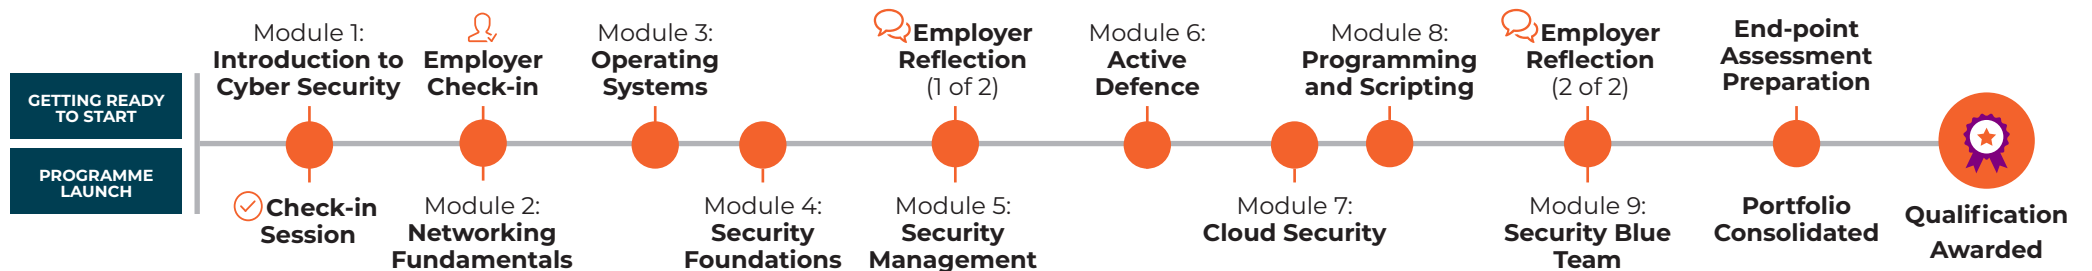 GETTING READY
TO START
PROGRAMME
LAUNCH
Module 1:
Introduction to
Cyber Security
Check-in
Session
Employer
Check-in
Module 2:
Networking
Fundamentals
Module 3:
Operating
Systems
Module 4:
Security
Foundations
Employer
Reflection
(1 of 2)
Module 5:
Security
Management
Module 6:
Active
Defence
Module 7:
Cloud Security
Module 8:
Programming
and Scripting
Employer
Reflection
(2 of 2)
Module 9:
Security Blue
Team
End-point
Assessment
Preparation
Portfolio
Consolidated
Qualification
Awarded